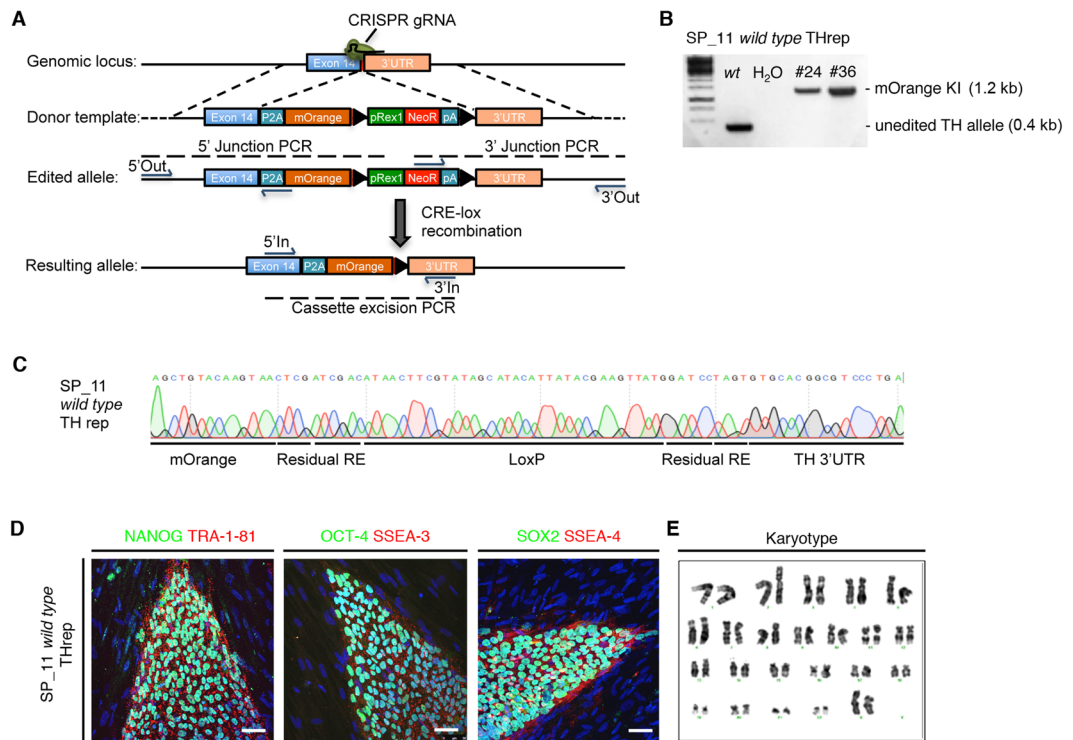 A
CRISPR gRNA
Genomic locus:
Exon 14
3'UTR
Donor template:
Exon 14 P2A mOrange pRex1 NeoR pA 3'UTR
5' Junction PCR
3' Junction PCR
5'Out
Edited allele:
Exon 14 P2A mOrange pRex1 NeoR pA 3'UTR
3'Out
CRE-lox
recombination
5'In
Resulting allele:
Exon 14 P2A mOrange 3'UTR
3'In
Cassette excision PCR
B
SP_11 wild type THrep
wt H2O #24 #36
- mOrange KI (1.2 kb)
- unedited TH allele (0.4 kb)
C
SP_11
wild type
TH rep
AGCTGTACAAGTAACTCGATCGACATAACTTCGTATAGCATACATTATACGAAGTTATGGATCCTAGTGTGCACGGCGTCCCTGA
mOrange
Residual RE
LoxP
Residual RE
TH 3'UTR
D
NANOG TRA-1-81
OCT-4 SSEA-3
SOX2 SSEA-4
SP_11 wild type
THrep
E
Karyotype